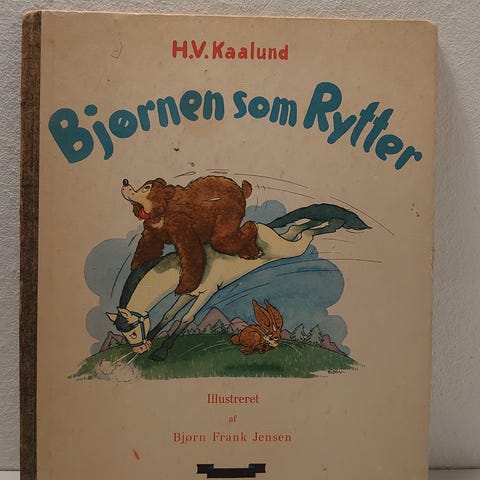 H.V. Kaalund
Bjørnen som Rytter
Illustreret
af
Bjørn Frank Jensen